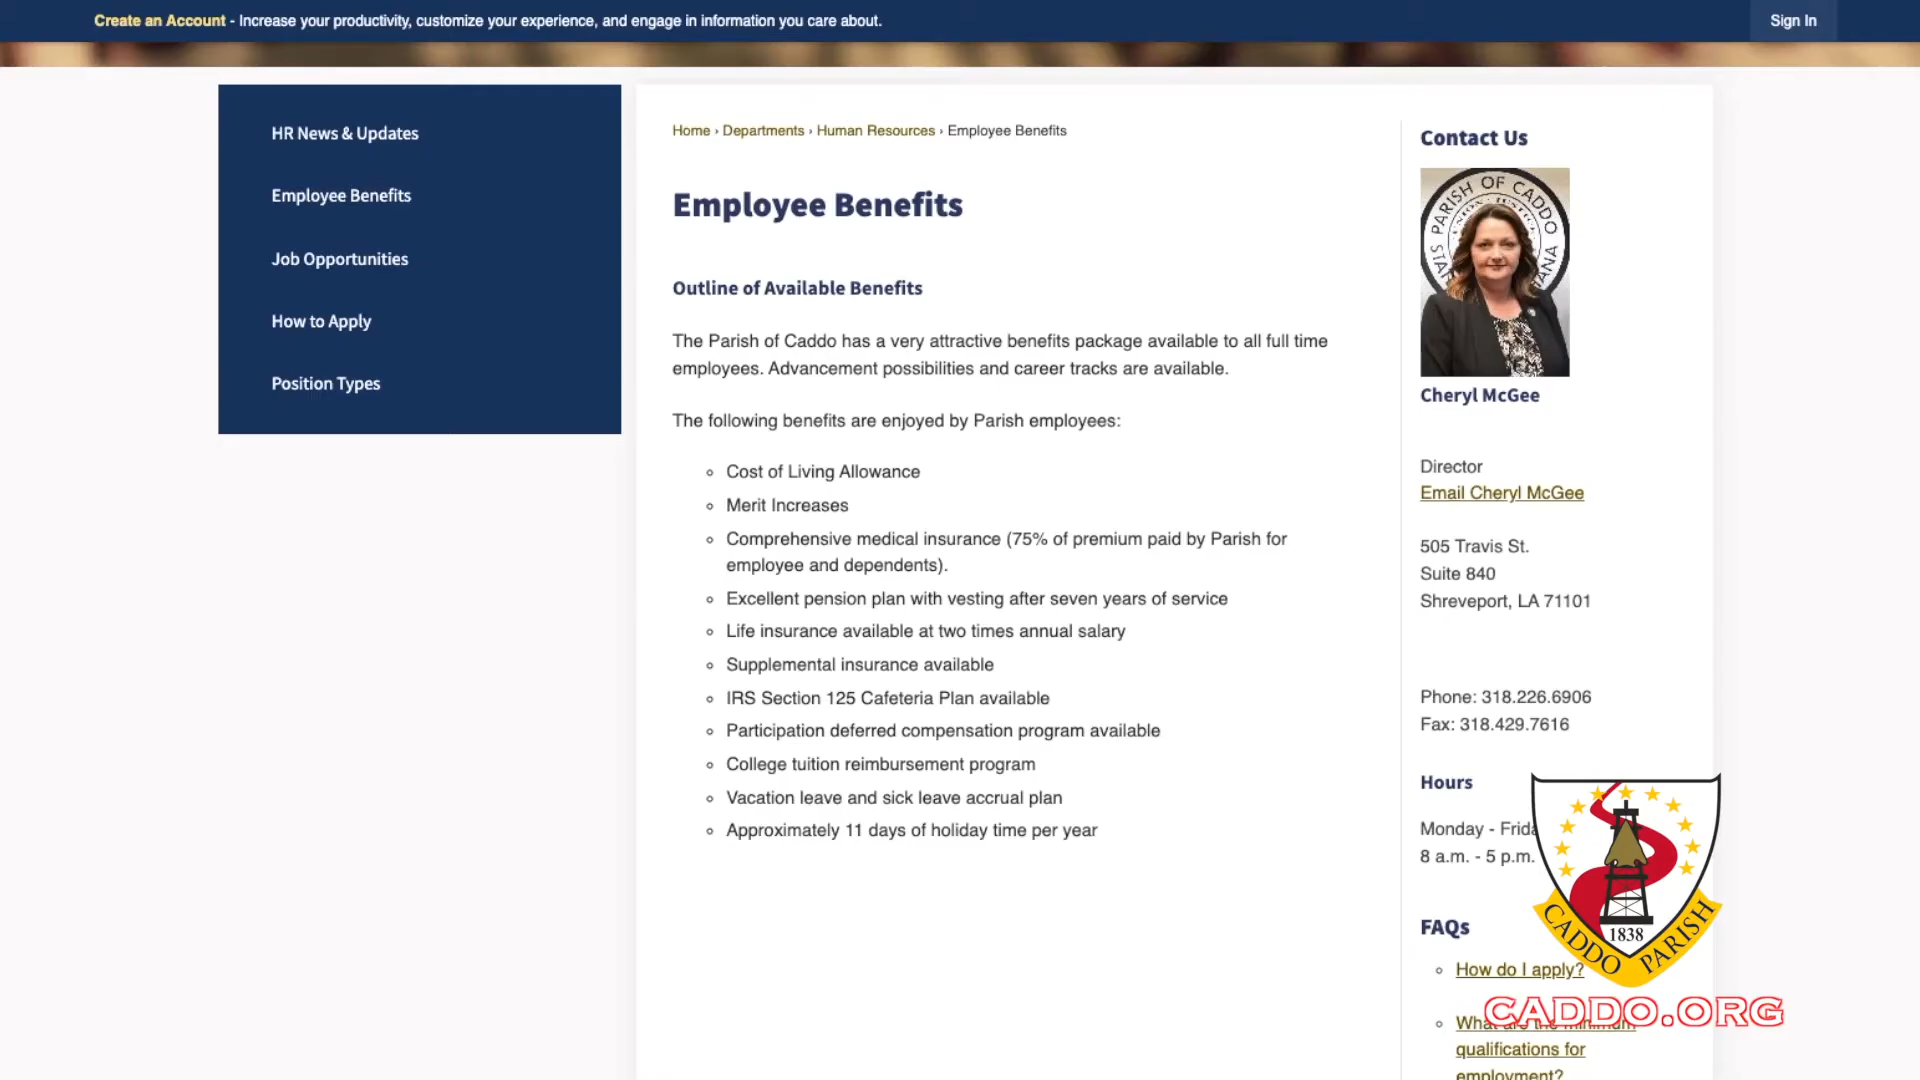 Create an Account - Increase your productivity, customize your experience, and engage in information you care about.
Sign In
HR News & Updates
Employee Benefits
Job Opportunities
How to Apply
Position Types
Home › Departments › Human Resources › Employee Benefits
Employee Benefits
Outline of Available Benefits
The Parish of Caddo has a very attractive benefits package available to all full time
employees. Advancement possibilities and career tracks are available.
The following benefits are enjoyed by Parish employees:
Cost of Living Allowance
Merit Increases
Comprehensive medical insurance (75% of premium paid by Parish for
employee and dependents).
Excellent pension plan with vesting after seven years of service
Life insurance available at two times annual salary
Supplemental insurance available
IRS Section 125 Cafeteria Plan available
Participation deferred compensation program available
College tuition reimbursement program
Vacation leave and sick leave accrual plan
Approximately 11 days of holiday time per year
Contact Us
PARISH OF CADDO
Cheryl McGee
Director
Email Cheryl McGee
505 Travis St.
Suite 840
Shreveport, LA 71101
Phone: 318.226.6906
Fax: 318.429.7616
Hours
Monday - Frida
8 a.m. - 5 p.m.
FAQs
How do I apply?
What are the minimum
qualifications for
employment?
1838
CADDO PARISH
CADDO.ORG